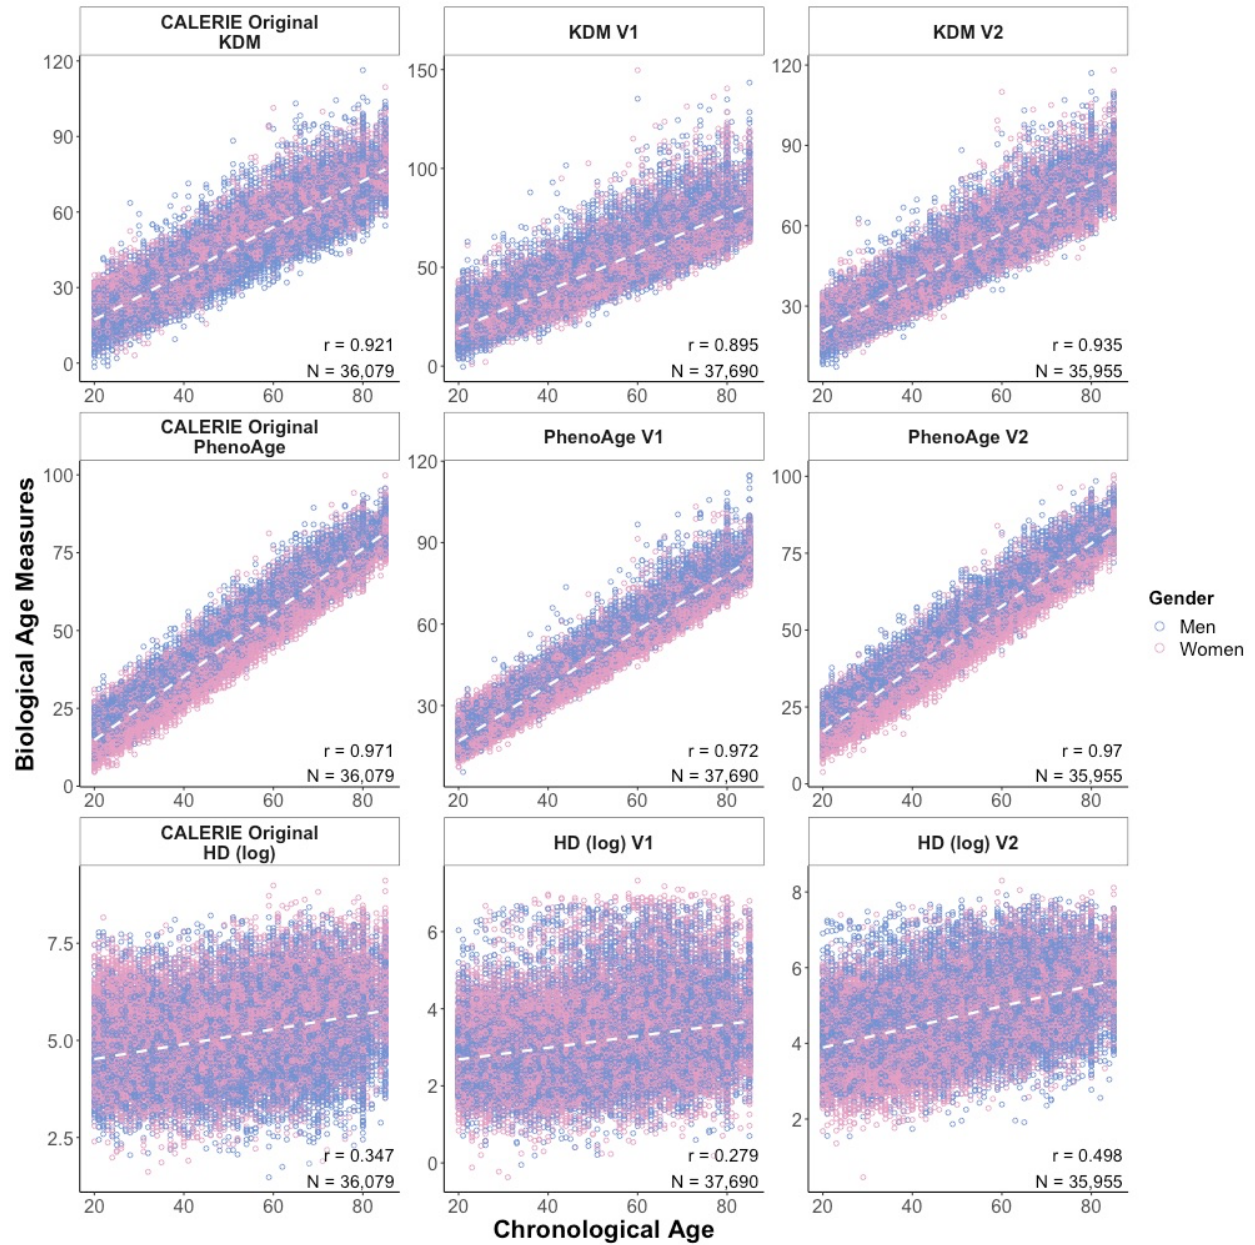 CALERIE Original
KDM
KDM V1
KDM V2
120
90
60
30
0
r = 0.921
N = 36,079
20 40 60 80
150
100
50
0
r = 0.895
N = 37,690
20 40 60 80
120
90
60
30
r = 0.935
N = 35,955
20 40 60 80
CALERIE Original
PhenoAge
PhenoAge V1
PhenoAge V2
Biological Age Measures
100
75
50
25
0
r = 0.971
N = 36,079
20 40 60 80
120
90
60
30
r = 0.972
N = 37,690
20 40 60 80
100
75
50
25
0
r = 0.97
N = 35,955
20 40 60 80
Gender
Men
Women
CALERIE Original
HD (log)
HD (log) V1
HD (log) V2
7.5
5.0
2.5
r = 0.347
N = 36,079
20 40 60 80
6
4
2
0
r = 0.279
N = 37,690
20 40 60 80
8
6
4
2
r = 0.498
N = 35,955
20 40 60 80
Chronological Age